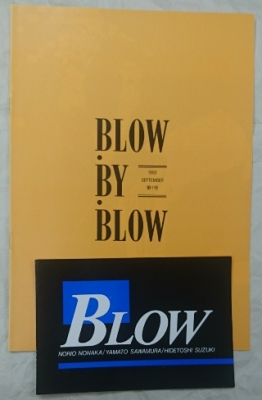 BLOW
BY
SEPTEMBER
BLOW
BLOW
NORIO NONAKA/YAMATO SAWAMURA/HIDETOSHI SUZUKI